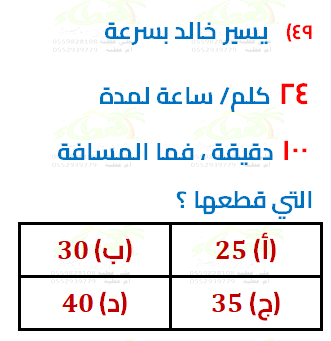 ٤٩) يسير خالد بسرعة
٢٤ كلم/ ساعة لمدة
١٠٠ دقيقة ، فما المسافة
التي قطعها ؟
(أ) 25 (ب) 30
(ج) 35 (د) 40